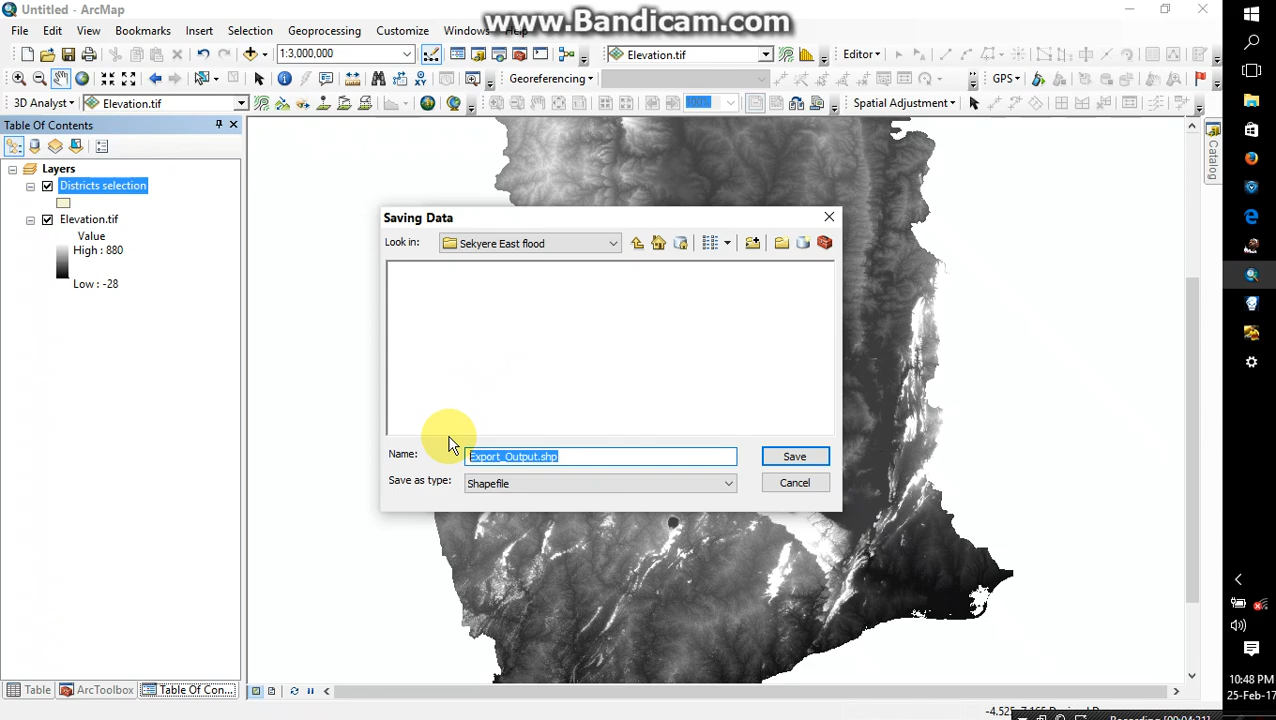 Untitled - ArcMap
www.Bandicam.com
File Edit View Bookmarks Insert Selection Geoprocessing Customize Windows Help
1:3,000,000
Elevation.tif
Editor
Georeferencing
GPS
3D Analyst
Elevation.tif
100%
Spatial Adjustment
Table Of Contents
Catalog
Layers
Districts selection
Elevation.tif
Value
High : 880
Low : -28
Saving Data
Look in:
Sekyere East flood
Name:
Export_Output.shp
Save
Save as type:
Shapefile
Cancel
Table
ArcToolbox
Table Of Con...
10:48 PM
25-Feb-17